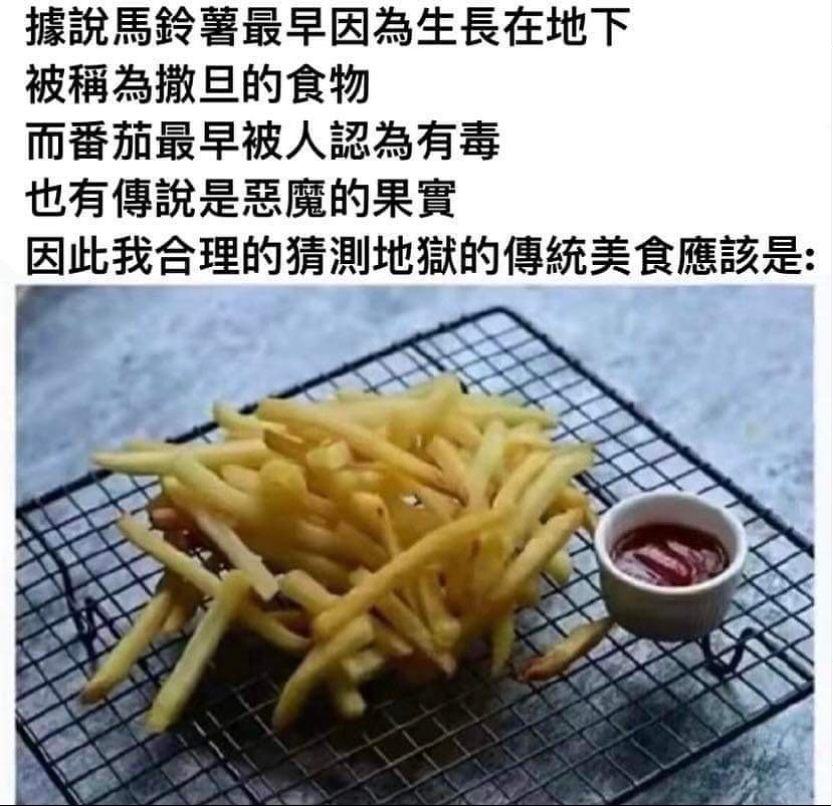 據說馬鈴薯最早因為生長在地下
被稱為撒旦的食物
而番茄最早被人認為有毒
也有傳說是惡魔的果實
因此我合理的猜測地獄的傳統美食應該是: